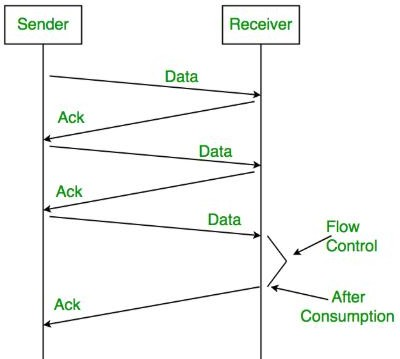 Sender
Receiver
Data
Ack
Data
Ack
Data
Flow
Control
Ack
After
Consumption